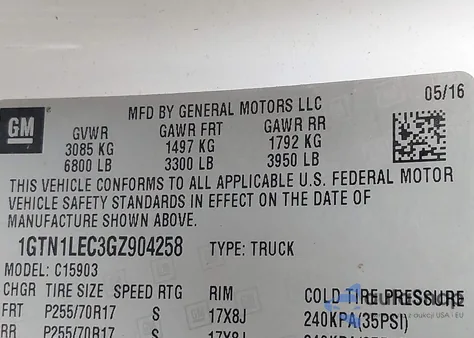 05/16
MFD BY GENERAL MOTORS LLC
GM
GVWR GAWR FRT GAWR RR
3085 KG 1497 KG 1792 KG
6800 LB 3300 LB 3950 LB
THIS VEHICLE CONFORMS TO ALL APPLICABLE U.S. FEDERAL MOTOR
VEHICLE SAFETY STANDARDS IN EFFECT ON THE DATE OF
MANUFACTURE SHOWN ABOVE.
1GTN1LEC3GZ904258 TYPE: TRUCK
MODEL: C15903
CHGR TIRE SIZE SPEED RTG RIM COLD TIRE PRESSURE
FRT P255/70R17 S 17X8J 240KPA(35PSI)
RR P255/70R17 S 17X8J 240KPA(35PSI)